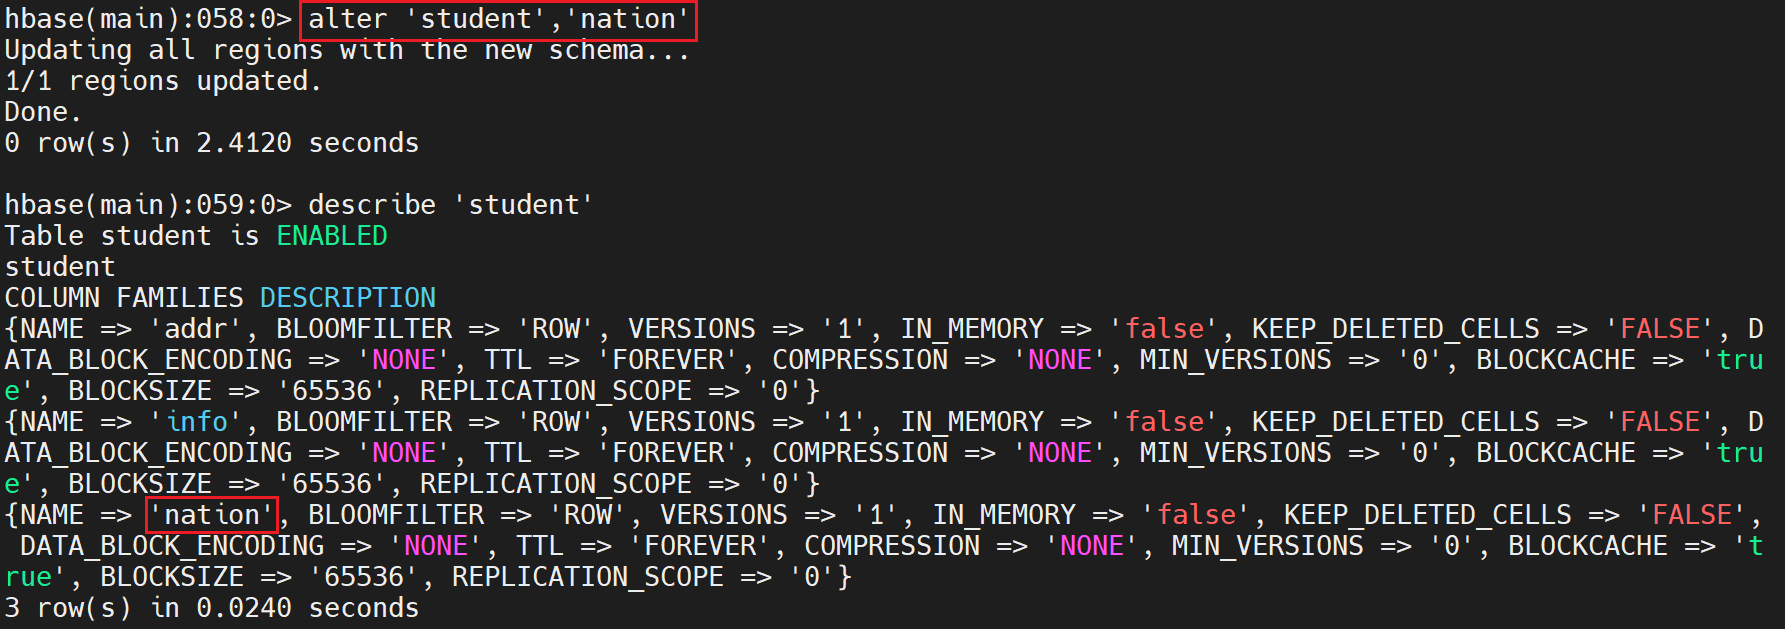 hbase(main):058:0> alter 'student','nation'
Updating all regions with the new schema...
1/1 regions updated.
Done.
0 row(s) in 2.4120 seconds
hbase(main):059:0> describe 'student'
Table student is ENABLED
student
COLUMN FAMILIES DESCRIPTION
{NAME => 'addr', BLOOMFILTER => 'ROW', VERSIONS => '1', IN_MEMORY => 'false', KEEP_DELETED_CELLS => 'FALSE', D
ATA_BLOCK_ENCODING => 'NONE', TTL => 'FOREVER', COMPRESSION => 'NONE', MIN_VERSIONS => '0', BLOCKCACHE => 'tru
e', BLOCKSIZE => '65536', REPLICATION_SCOPE => '0'}
{NAME => 'info', BLOOMFILTER => 'ROW', VERSIONS => '1', IN_MEMORY => 'false', KEEP_DELETED_CELLS => 'FALSE', D
ATA_BLOCK_ENCODING => 'NONE', TTL => 'FOREVER', COMPRESSION => 'NONE', MIN_VERSIONS => '0', BLOCKCACHE => 'tru
e', BLOCKSIZE => '65536', REPLICATION_SCOPE => '0'}
{NAME => 'nation', BLOOMFILTER => 'ROW', VERSIONS => '1', IN_MEMORY => 'false', KEEP_DELETED_CELLS => 'FALSE',
 DATA_BLOCK_ENCODING => 'NONE', TTL => 'FOREVER', COMPRESSION => 'NONE', MIN_VERSIONS => '0', BLOCKCACHE => 't
rue', BLOCKSIZE => '65536', REPLICATION_SCOPE => '0'}
3 row(s) in 0.0240 seconds